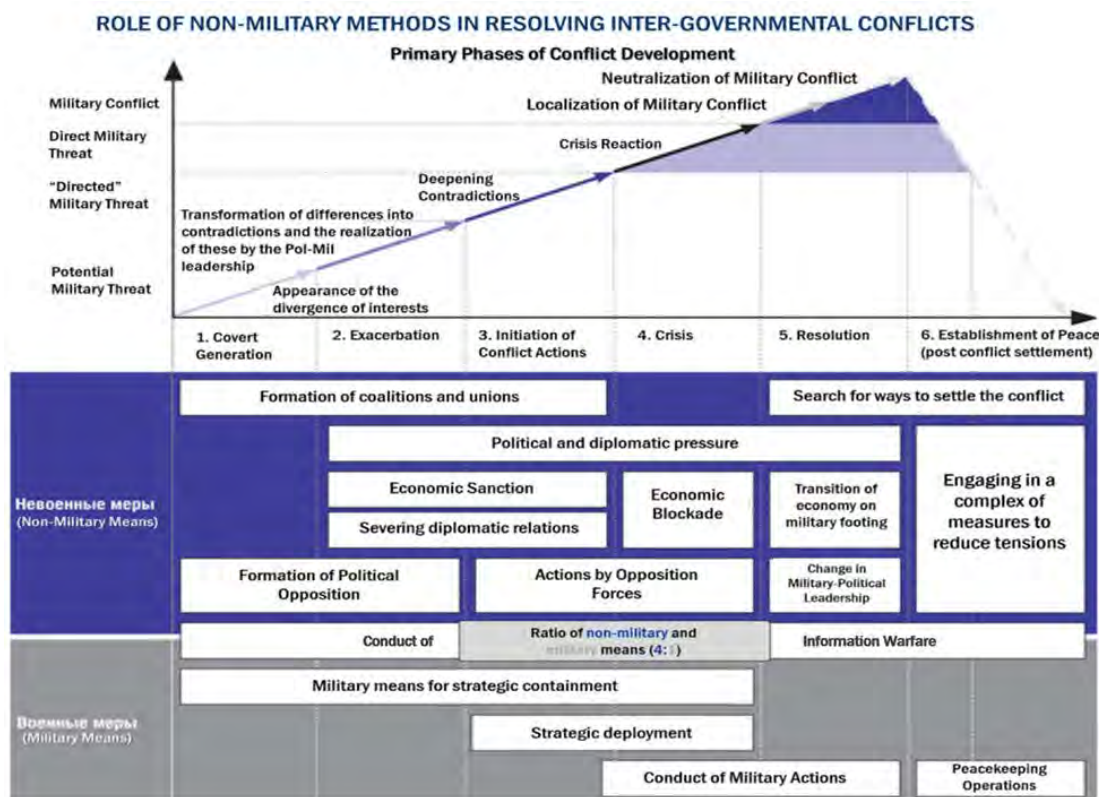 ROLE OF NON-MILITARY METHODS IN RESOLVING INTER-GOVERNMENTAL CONFLICTS
Primary Phases of Conflict Development
Neutralization of Military Conflict
Military Conflict
Localization of Military Conflict
Direct Military
Threat
Crisis Reaction
"Directed"
Military Threat
Deepening
Contradictions
Transformation of differences into
contradictions and the realization
of these by the Pol-Mil
leadership
Potential
Military Threat
Appearance of the
divergence of interests
1. Covert
Generation
2. Exacerbation
3. Initiation of
Conflict Actions
4. Crisis
5. Resolution
6. Establishment of Peace
(post conflict settlement)
Formation of coalitions and unions
Search for ways to settle the conflict
Political and diplomatic pressure
Невоенные меры
(Non-Military Means)
Economic Sanction
Severing diplomatic relations
Economic
Blockade
Transition of
economy on
military footing
Engaging in a
complex of
measures to
reduce tensions
Formation of Political
Opposition
Actions by Opposition
Forces
Change in
Military-Political
Leadership
Conduct of
Ratio of non-military and
military means (4:1)
Information Warfare
Военные меры
(Military Means)
Military means for strategic containment
Strategic deployment
Conduct of Military Actions
Peacekeeping
Operations